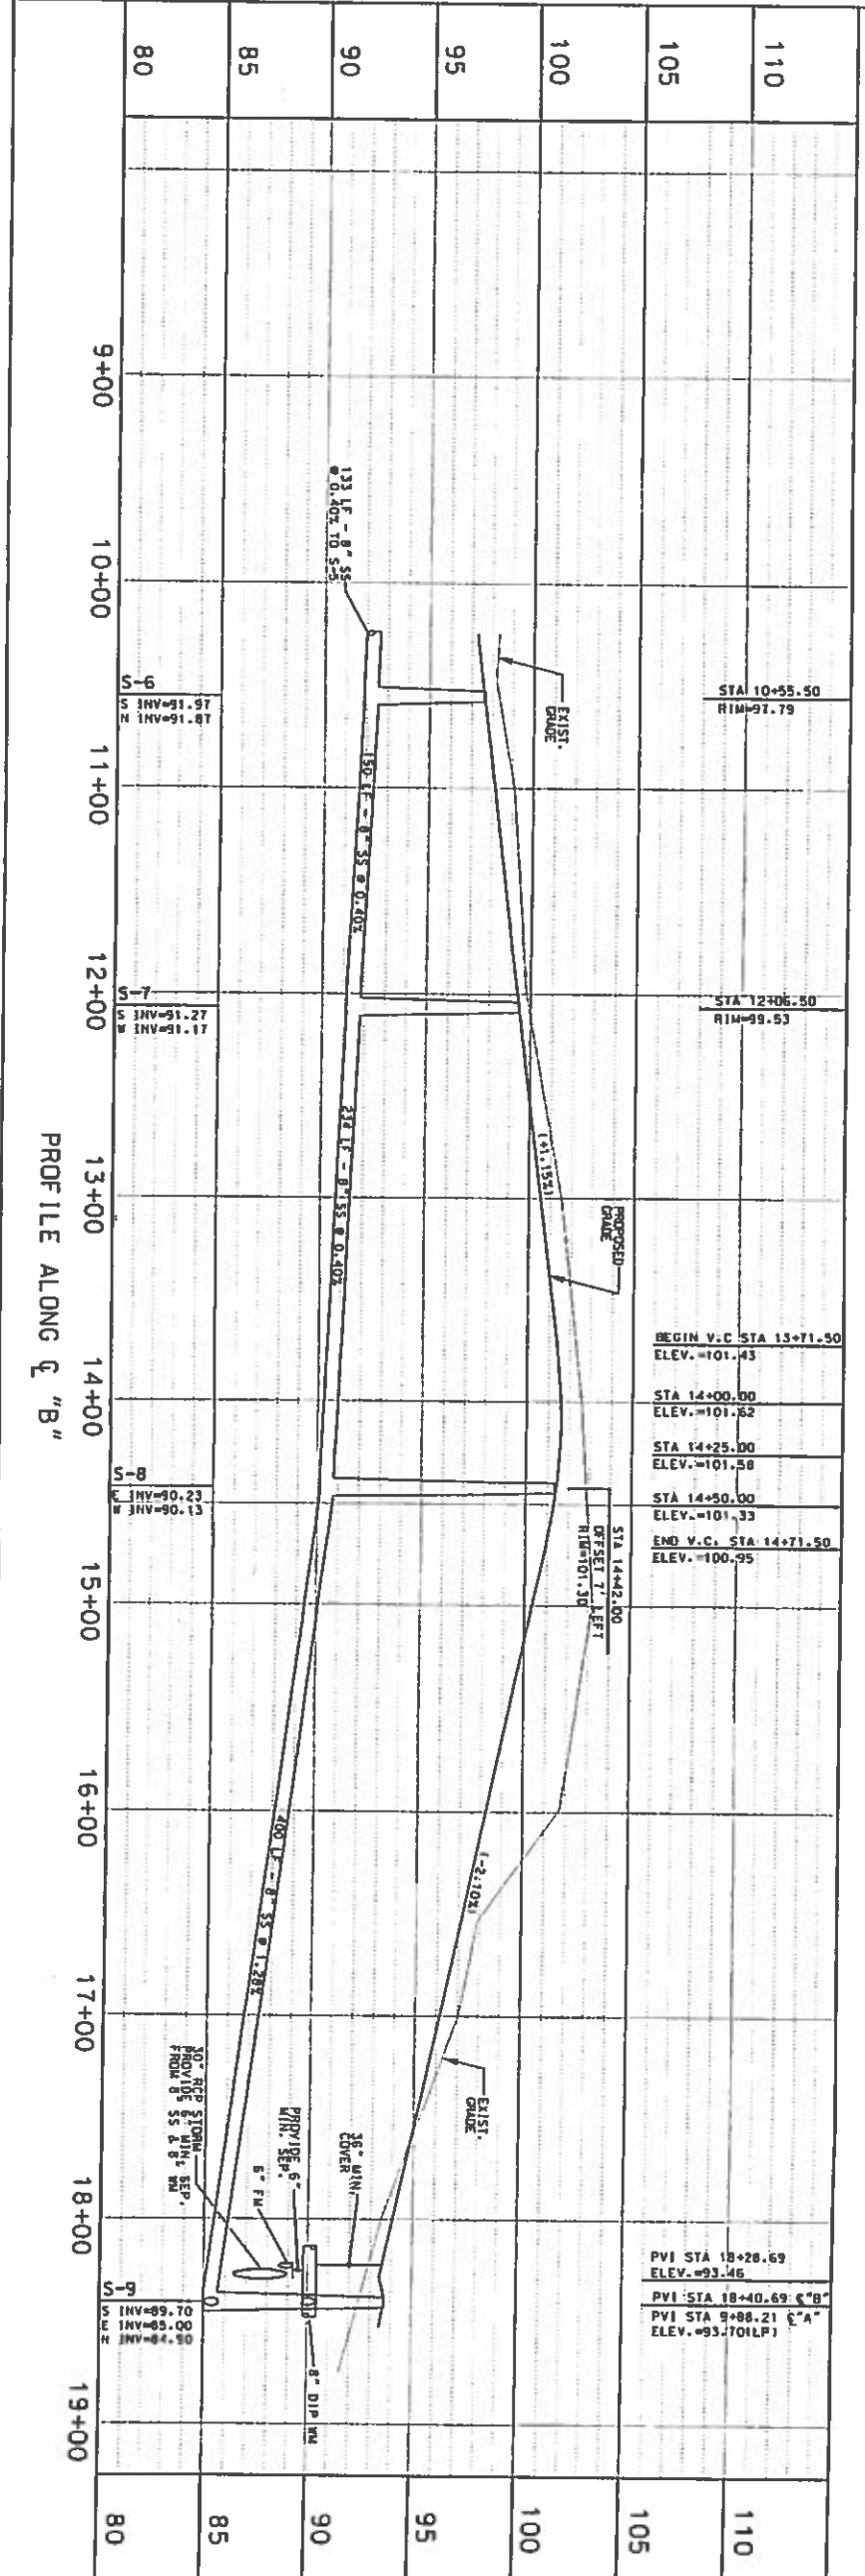 110
105
100
95
90
85
80
STA 10+55.50
RIM=97.79
STA 12+06.50
RIM=99.53
BEGIN V.C STA 13+71.50
ELEV.=101.43
STA 14+00.00
ELEV.=101.62
STA 14+25.00
ELEV.=101.58
STA 14+50.00
ELEV.=101.33
END V.C. STA 14+71.50
ELEV.=100.95
STA 14+42.00
OFFSET 7' LEFT
RIM=101.30
PVI STA 18+28.69
ELEV.=93.46
PVI STA 18+40.69 ℄"B"
PVI STA 9+88.21 ℄"A"
ELEV.=93.70(LP)
EXIST.
GRADE
(+1.15%)
PROPOSED
GRADE
(-2.10%)
EXIST.
GRADE
133 LF - 8" SS
@ 0.40% TO S-5
150 LF - 8" SS @ 0.40%
234 LF - 8" SS @ 0.40%
400 LF - 8" SS @ 1.28%
36" MIN.
COVER
PROVIDE 6"
MIN. SEP.
6" FM
30" RCP STORM
PROVIDE 6" MIN. SEP.
FROM 8" SS & 8" WM
8" DIP WM
S-6
S INV=91.97
N INV=91.87
S-7
S INV=91.27
W INV=91.17
S-8
E INV=90.23
W INV=90.13
S-9
S INV=89.70
E INV=85.00
N INV=84.90
9+00
10+00
11+00
12+00
13+00
14+00
15+00
16+00
17+00
18+00
19+00
110
105
100
95
90
85
80
PROFILE ALONG ℄ "B"